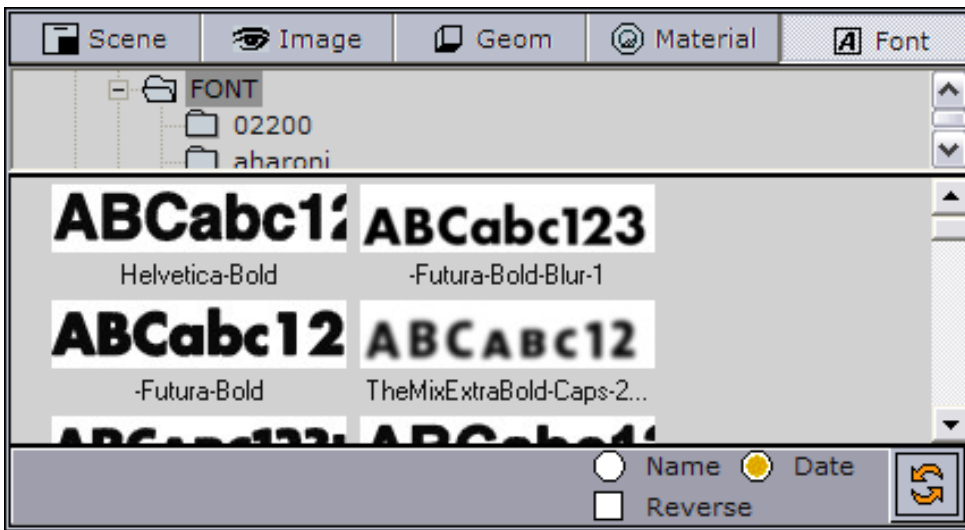 Scene Image Geom Material A Font
FONT
02200
aharoni
ABCabc12 ABCabc123
Helvetica-Bold -Futura-Bold-Blur-1
ABCabc12 ABCABC12
-Futura-Bold TheMixExtraBold-Caps-2...
Name Date
Reverse